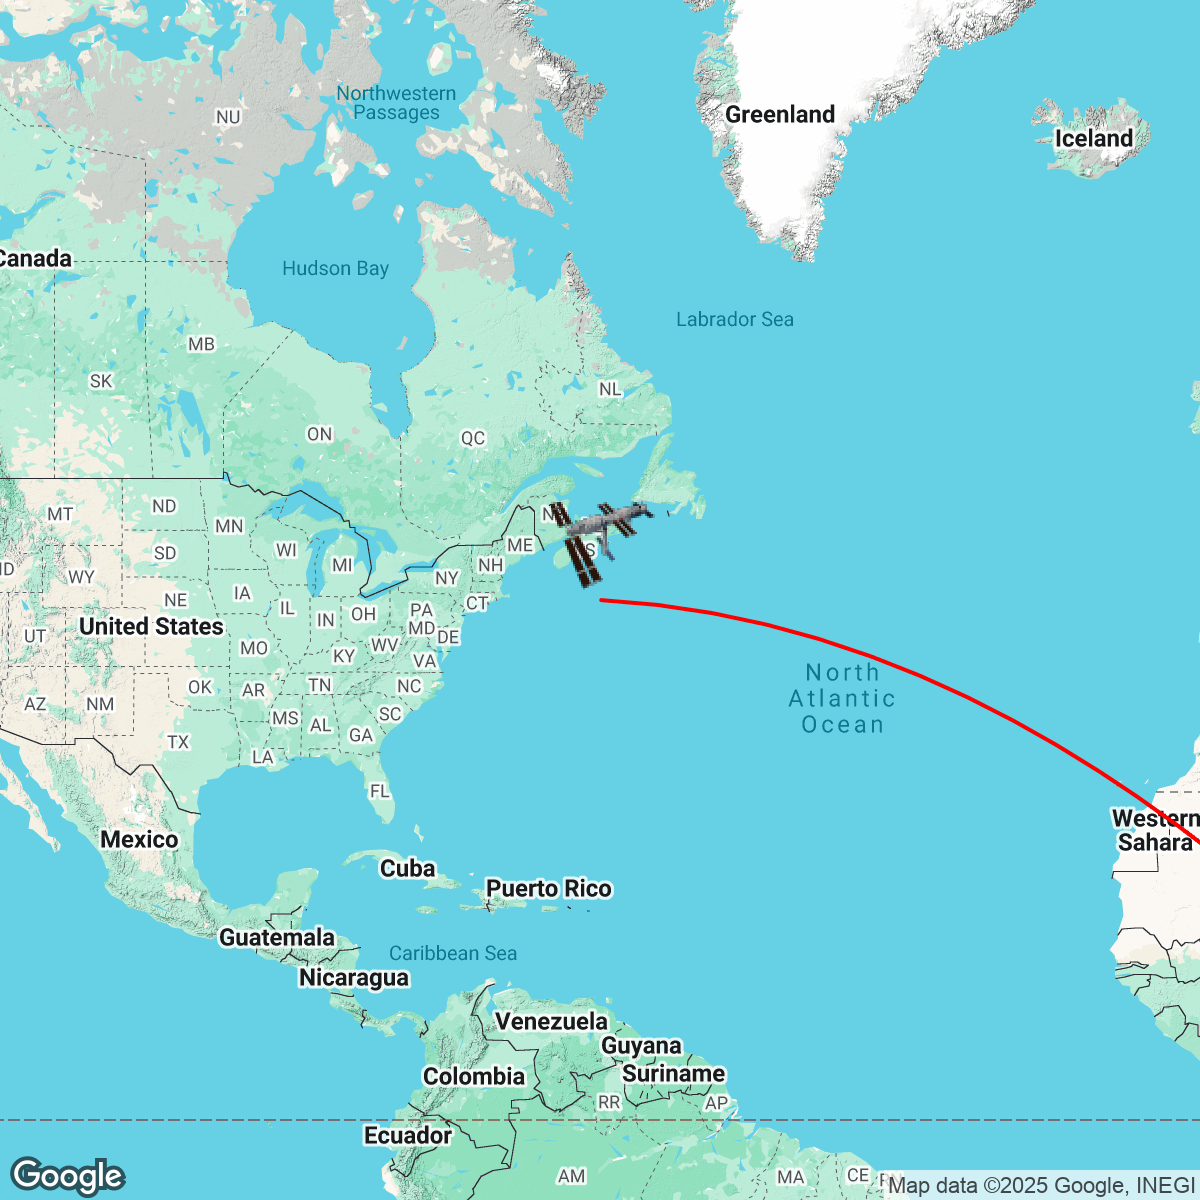 Northwestern
Passages
NU
Greenland
Iceland
Canada
Hudson Bay
Labrador Sea
MB
SK
NL
ON
QC
MT
ND
MN
ME
SD
WI
MI
NH
WY
NY
NE
IA
IL
OH
PA
CT
IN
MD
DE
UT
United States
MO
WV
KY
VA
North
Atlantic
Ocean
OK
AR
TN
NC
AZ
NM
MS
AL
SC
GA
TX
LA
FL
Western
Sahara
Mexico
Cuba
Puerto Rico
Guatemala
Caribbean Sea
Nicaragua
Venezuela
Guyana
Suriname
Colombia
RR
AP
Ecuador
AM
MA
CE
Google
Map data ©2025 Google, INEGI